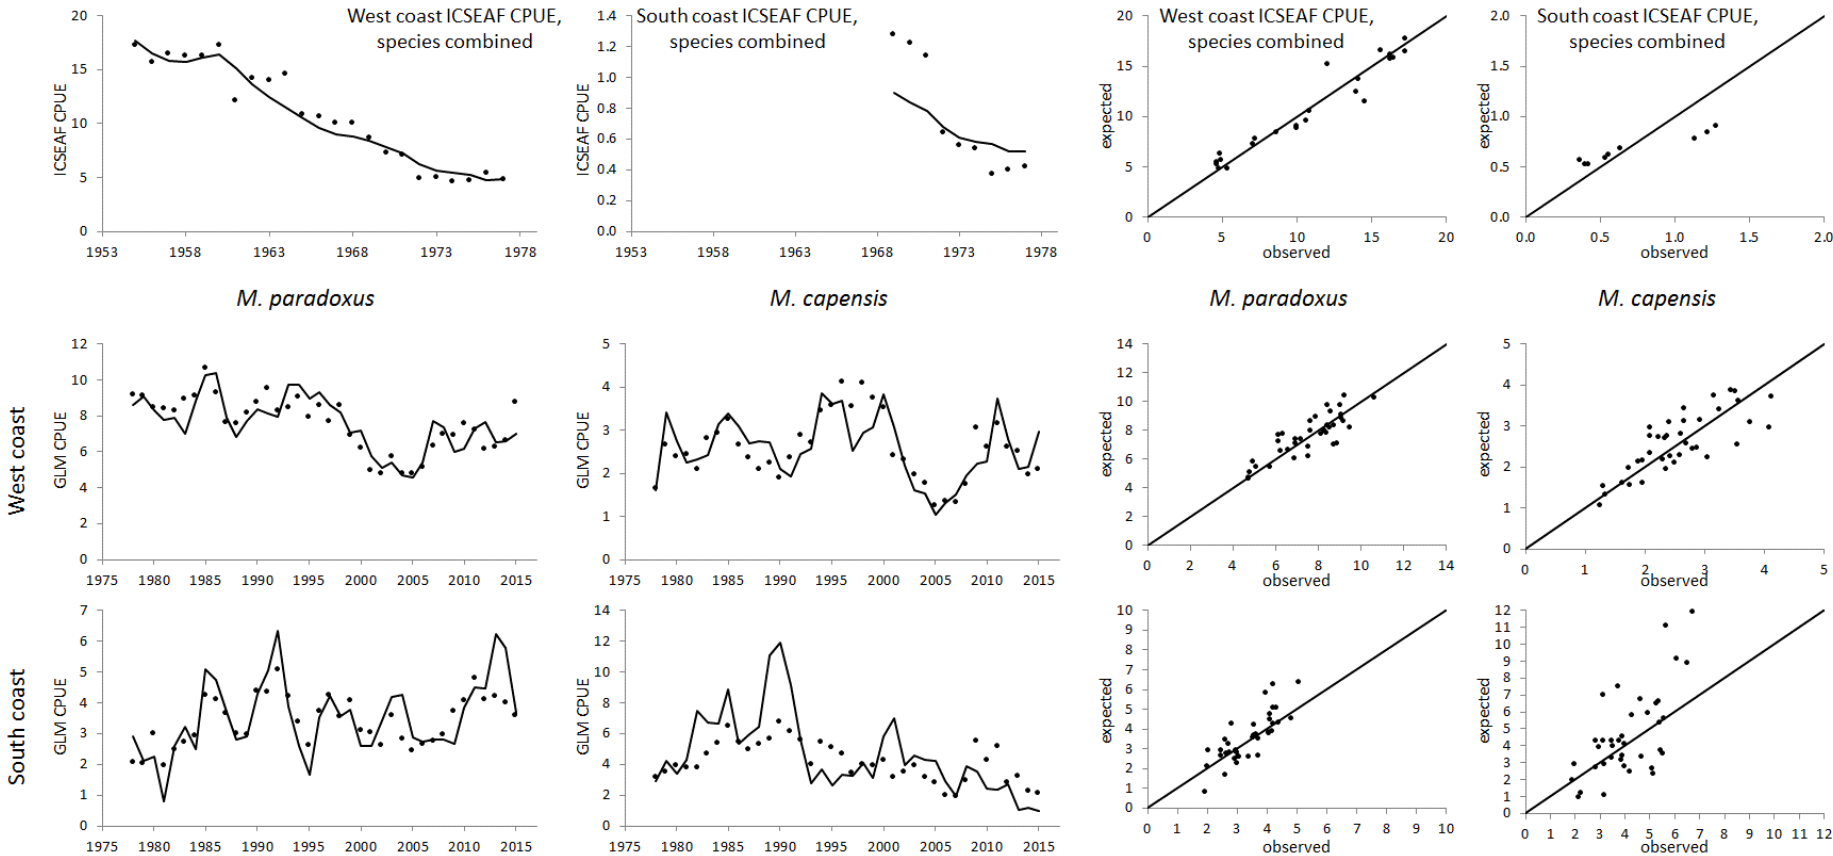 West coast ICSEAF CPUE,
species combined
ICSEAF CPUE
20
15
10
5
0
1953 1958 1963 1968 1973 1978
South coast ICSEAF CPUE,
species combined
ICSEAF CPUE
1.4
1.2
1.0
0.8
0.6
0.4
0.2
0.0
1953 1958 1963 1968 1973 1978
West coast ICSEAF CPUE,
species combined
expected
20
15
10
5
0
0 5 10 15 20
observed
South coast ICSEAF CPUE,
species combined
expected
2.0
1.5
1.0
0.5
0.0
0.0 0.5 1.0 1.5 2.0
observed
M. paradoxus
M. capensis
M. paradoxus
M. capensis
West coast
GLM CPUE
12
10
8
6
4
2
0
1975 1980 1985 1990 1995 2000 2005 2010 2015
GLM CPUE
5
4
3
2
1
0
1975 1980 1985 1990 1995 2000 2005 2010 2015
expected
14
12
10
8
6
4
2
0
0 2 4 6 8 10 12 14
observed
expected
5
4
3
2
1
0
0 1 2 3 4 5
observed
South coast
GLM CPUE
7
6
5
4
3
2
1
0
1975 1980 1985 1990 1995 2000 2005 2010 2015
GLM CPUE
14
12
10
8
6
4
2
0
1975 1980 1985 1990 1995 2000 2005 2010 2015
expected
10
9
8
7
6
5
4
3
2
1
0
0 1 2 3 4 5 6 7 8 9 10
observed
expected
12
11
10
9
8
7
6
5
4
3
2
1
0
0 1 2 3 4 5 6 7 8 9 10 11 12
observed